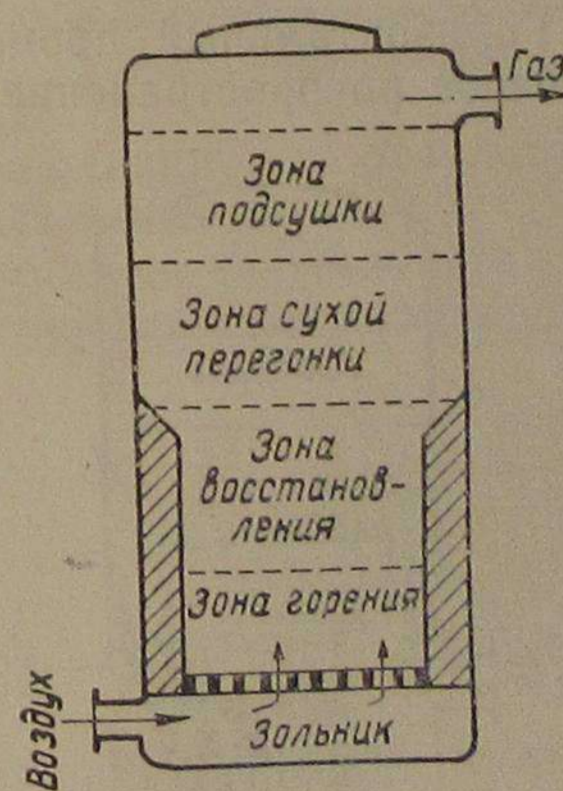 Газ
Зона
подсушки
Зона сухой
перегонки
Зона
восстанов-
ления
Зона горения
Воздух
Зольник